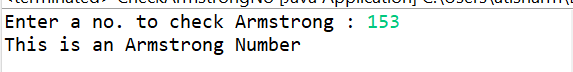 Enter a no. to check Armstrong : 153
This is an Armstrong Number